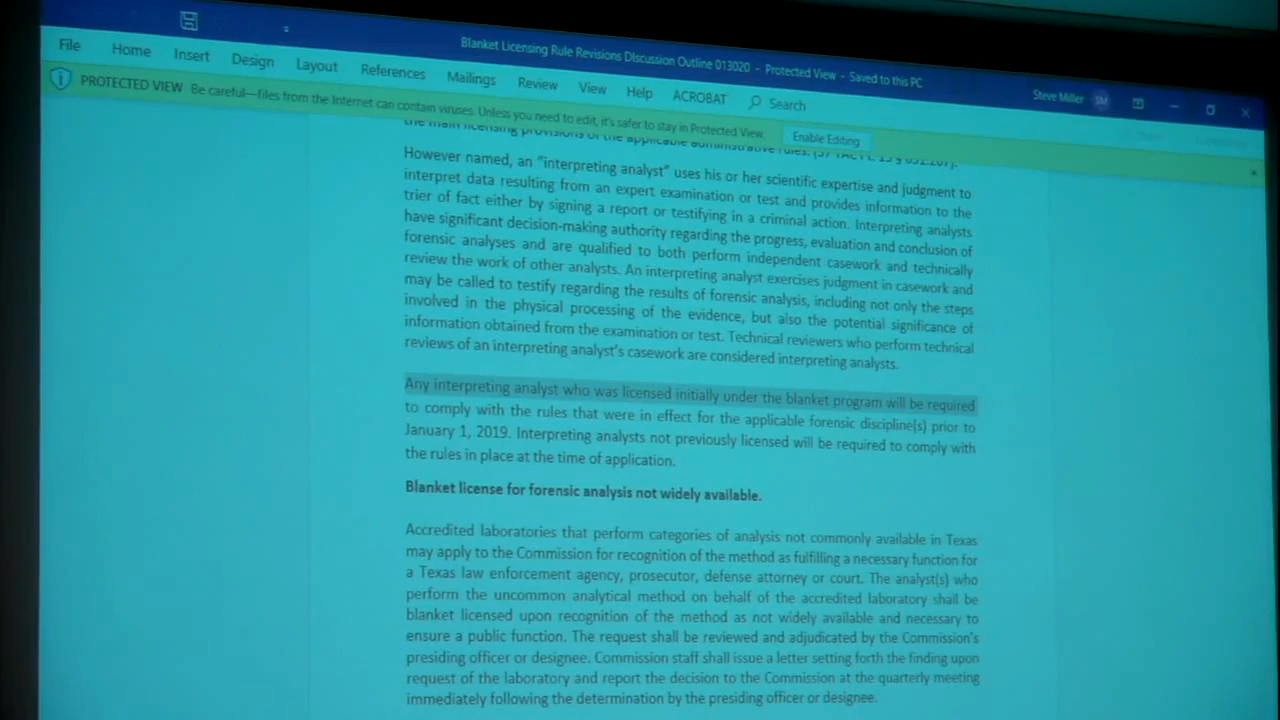 Blanket Licensing Rule Revisions DIscussion Outline 013020 - Protected View - Saved to this PC
Steve Miller SM
File Home Insert Design Layout References Mailings Review View Help ACROBAT Search
PROTECTED VIEW Be careful—files from the Internet can contain viruses. Unless you need to edit, it's safer to stay in Protected View. Enable Editing
the main licensing provisions of the applicable administrative rules.
However named, an "interpreting analyst" uses his or her scientific expertise and judgment to
interpret data resulting from an expert examination or test and provides information to the
trier of fact either by signing a report or testifying in a criminal action. Interpreting analysts
have significant decision-making authority regarding the progress, evaluation and conclusion of
forensic analyses and are qualified to both perform independent casework and technically
review the work of other analysts. An interpreting analyst exercises judgment in casework and
may be called to testify regarding the results of forensic analysis, including not only the steps
involved in the physical processing of the evidence, but also the potential significance of
information obtained from the examination or test. Technical reviewers who perform technical
reviews of an interpreting analyst's casework are considered interpreting analysts.
Any interpreting analyst who was licensed initially under the blanket program will be required
to comply with the rules that were in effect for the applicable forensic discipline(s) prior to
January 1, 2019. Interpreting analysts not previously licensed will be required to comply with
the rules in place at the time of application.
Blanket license for forensic analysis not widely available.
Accredited laboratories that perform categories of analysis not commonly available in Texas
may apply to the Commission for recognition of the method as fulfilling a necessary function for
a Texas law enforcement agency, prosecutor, defense attorney or court. The analyst(s) who
perform the uncommon analytical method on behalf of the accredited laboratory shall be
blanket licensed upon recognition of the method as not widely available and necessary to
ensure a public function. The request shall be reviewed and adjudicated by the Commission's
presiding officer or designee. Commission staff shall issue a letter setting forth the finding upon
request of the laboratory and report the decision to the Commission at the quarterly meeting
immediately following the determination by the presiding officer or designee.